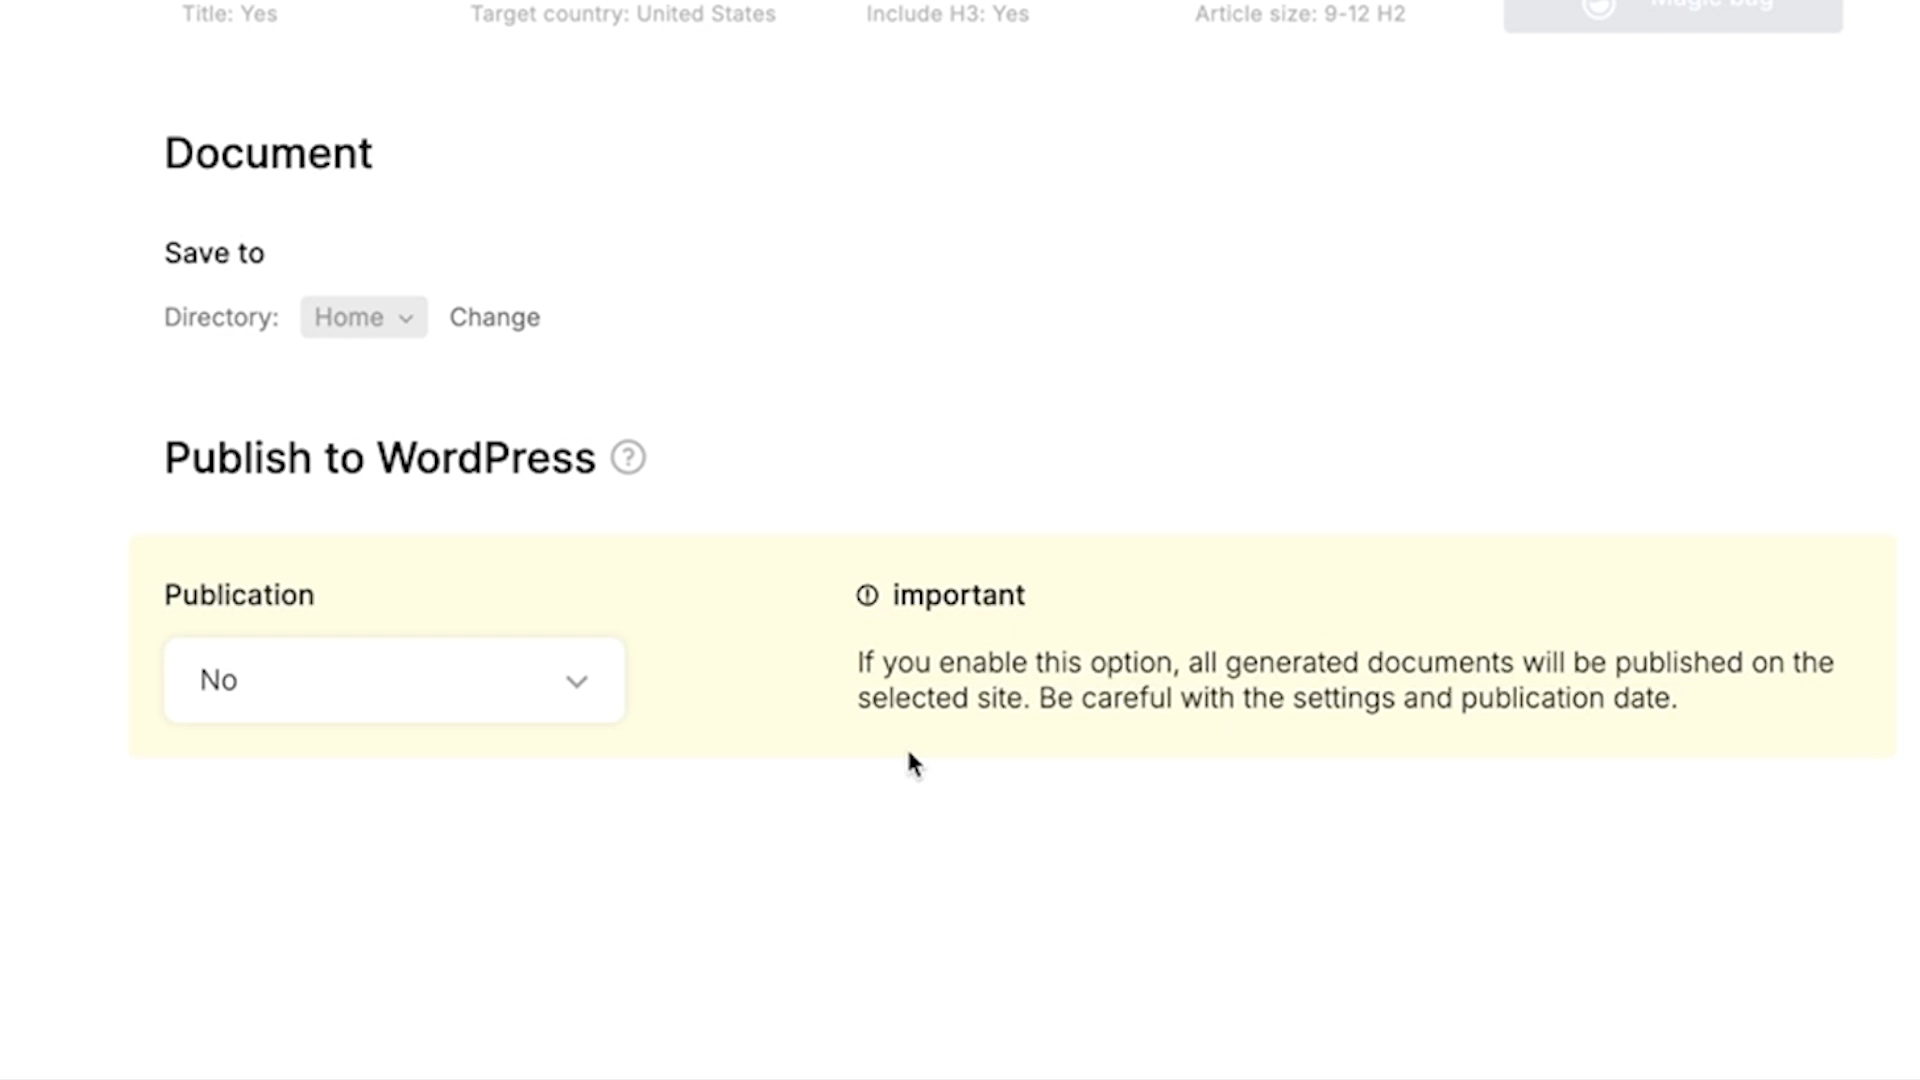 Title: Yes Target country: United States Include H3: Yes Article size: 9-12 H2 Magic bag
Document
Save to
Directory: Home Change
Publish to WordPress ?
Publication
important
No
If you enable this option, all generated documents will be published on the
selected site. Be careful with the settings and publication date.